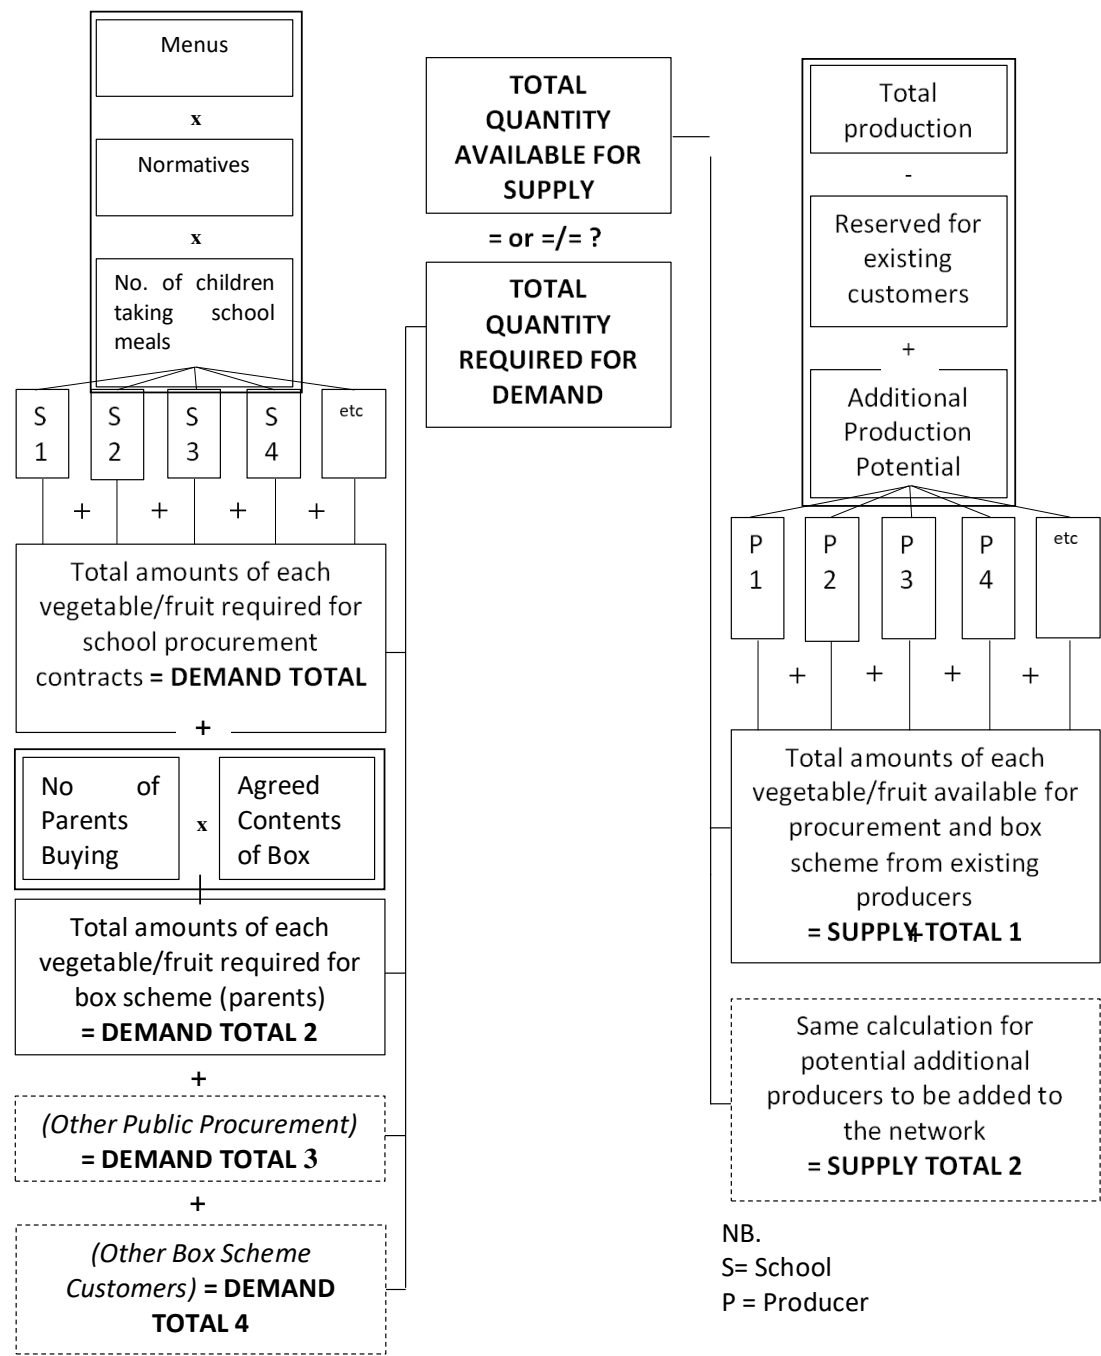 Menus
x
Normatives
x
No. of children
taking school
meals
S
1
S
2
S
3
S
4
etc
+
+
+
+
Total amounts of each
vegetable/fruit required for
school procurement
contracts = DEMAND TOTAL
+
No of
Parents
Buying
x
Agreed
Contents
of Box
Total amounts of each
vegetable/fruit required for
box scheme (parents)
= DEMAND TOTAL 2
+
(Other Public Procurement)
= DEMAND TOTAL 3
+
(Other Box Scheme
Customers) = DEMAND
TOTAL 4
TOTAL
QUANTITY
AVAILABLE FOR
SUPPLY
= or =/= ?
TOTAL
QUANTITY
REQUIRED FOR
DEMAND
Total
production
-
Reserved for
existing
customers
+
Additional
Production
Potential
P
1
P
2
P
3
P
4
etc
+
+
+
+
Total amounts of each
vegetable/fruit available for
procurement and box
scheme from existing
producers
= SUPPLY TOTAL 1
+
Same calculation for
potential additional
producers to be added to
the network
= SUPPLY TOTAL 2
NB.
S= School
P = Producer